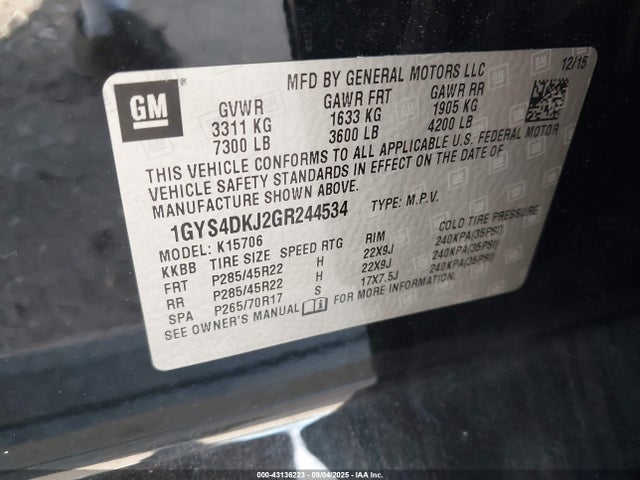 MFD BY GENERAL MOTORS LLC 12/15
GM
GVWR GAWR FRT GAWR RR
3311 KG 1633 KG 1905 KG
7300 LB 3600 LB 4200 LB
THIS VEHICLE CONFORMS TO ALL APPLICABLE U.S. FEDERAL MOTOR
VEHICLE SAFETY STANDARDS IN EFFECT ON THE DATE OF
MANUFACTURE SHOWN ABOVE.
1GYS4DKJ2GR244534 TYPE: M.P.V.
MODEL: K15706
KKBB TIRE SIZE SPEED RTG RIM COLD TIRE PRESSURE
FRT P285/45R22 H 22X9J 240KPA(35PSI)
RR P285/45R22 H 22X9J 240KPA(35PSI)
SPA P265/70R17 S 17X7.5J 240KPA(35PSI)
SEE OWNER'S MANUAL FOR MORE INFORMATION.
000-43136223 - 09/04/2025 - IAA Inc.